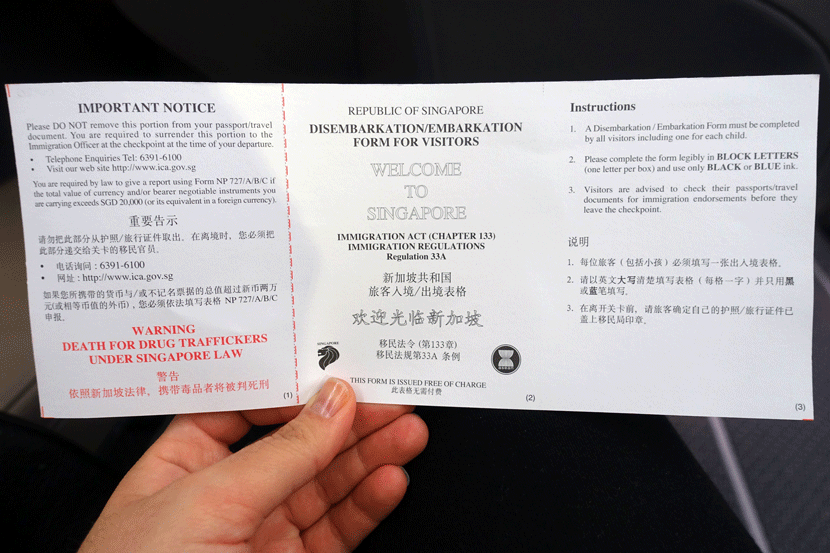 IMPORTANT NOTICE
Please DO NOT remove this portion from your passport/travel
document. You are required to surrender this portion to the
Immigration Officer at the checkpoint at the time of your departure.
• Telephone Enquiries Tel: 6391-6100
• Visit our web site http://www.ica.gov.sg
You are required by law to give a report using Form NP 727/A/B/C if
the total value of currency and/or bearer negotiable instruments you
are carrying exceeds SGD 20,000 (or its equivalent in a foreign currency).
重要告示
请勿把此部分从护照/旅行证件取出。在离境时，您必须把
此部分递交给关卡的移民官员。
• 电话询问 : 6391-6100
• 网址 : http://www.ica.gov.sg
如果您所携带的货币与/或不记名票据的总值超过新币两万
元(或相等币值的外币)，您必须依法填写表格 NP 727/A/B/C
申报。
WARNING
DEATH FOR DRUG TRAFFICKERS
UNDER SINGAPORE LAW
警告
依照新加坡法律，携带毒品者将被判死刑
(1)
REPUBLIC OF SINGAPORE
DISEMBARKATION/EMBARKATION
FORM FOR VISITORS
WELCOME
TO
SINGAPORE
IMMIGRATION ACT (CHAPTER 133)
IMMIGRATION REGULATIONS
Regulation 33A
新加坡共和国
旅客入境/出境表格
欢迎光临新加坡
SINGAPORE
移民法令 (第133章)
移民法规第33A 条例
THIS FORM IS ISSUED FREE OF CHARGE
此表格无需付费
(2)
Instructions
1. A Disembarkation / Embarkation Form must be completed
by all visitors including one for each child.
2. Please complete the form legibly in BLOCK LETTERS
(one letter per box) and use only BLACK or BLUE ink.
3. Visitors are advised to check their passports/travel
documents for immigration endorsements before they
leave the checkpoint.
说明
1. 每位旅客（包括小孩）必须填写一张出入境表格。
2. 请以英文大写清楚填写表格（每格一字）并只用黑
或蓝笔填写。
3. 在离开关卡前，请旅客确定自己的护照/旅行证件已
盖上移民局印章。
(3)